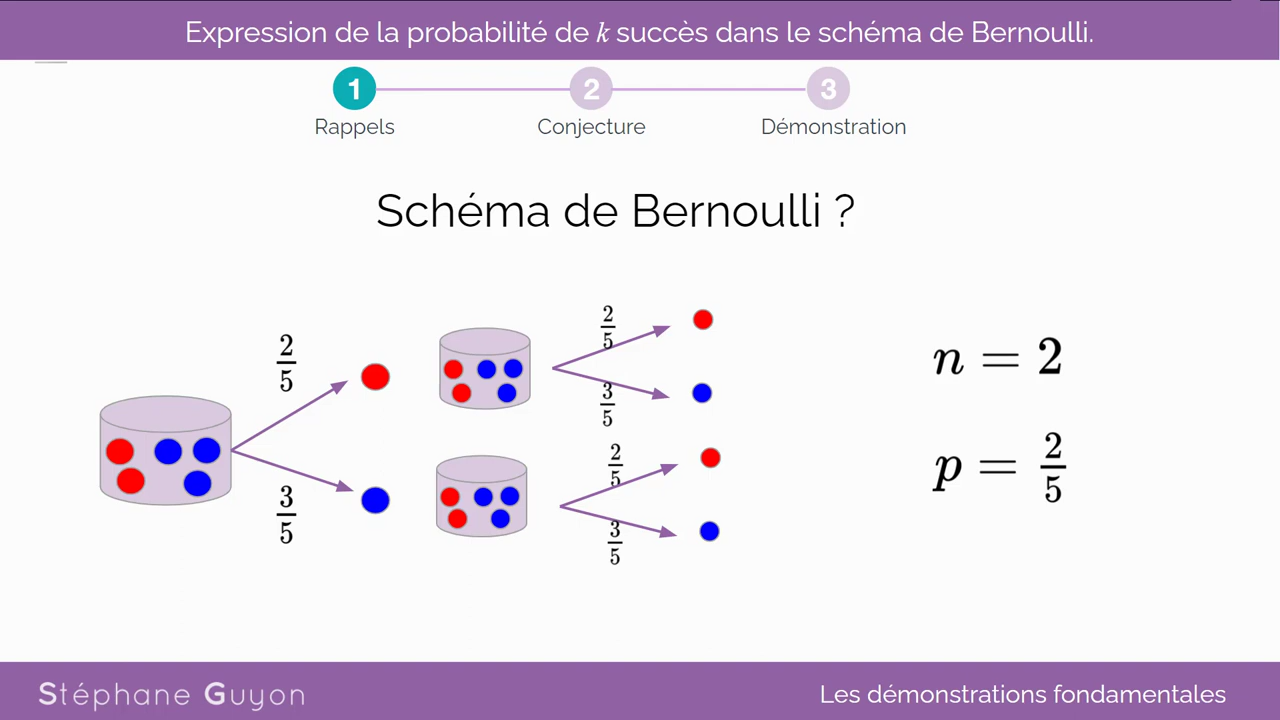 Expression de la probabilité de k succès dans le schéma de Bernoulli.
1 2 3
Rappels Conjecture Démonstration
Schéma de Bernoulli ?
2/5
3/5
2/5
3/5
2/5
3/5
n = 2
p = 2/5
Stéphane Guyon
Les démonstrations fondamentales